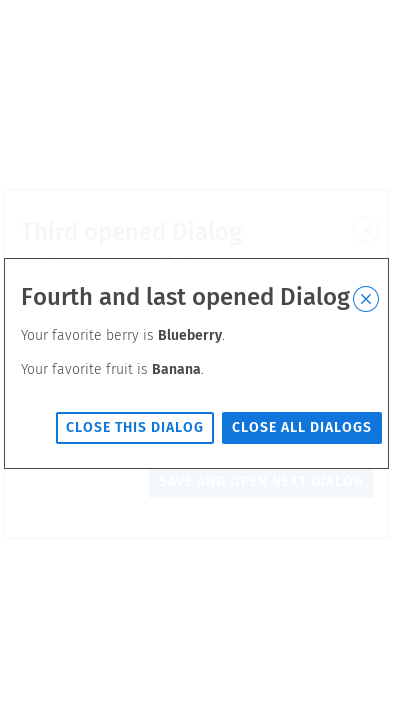 Third opened Dialog
Fourth and last opened Dialog
Your favorite berry is Blueberry.
Your favorite fruit is Banana.
CLOSE THIS DIALOG CLOSE ALL DIALOGS
SAVE AND OPEN NEXT DIALOG